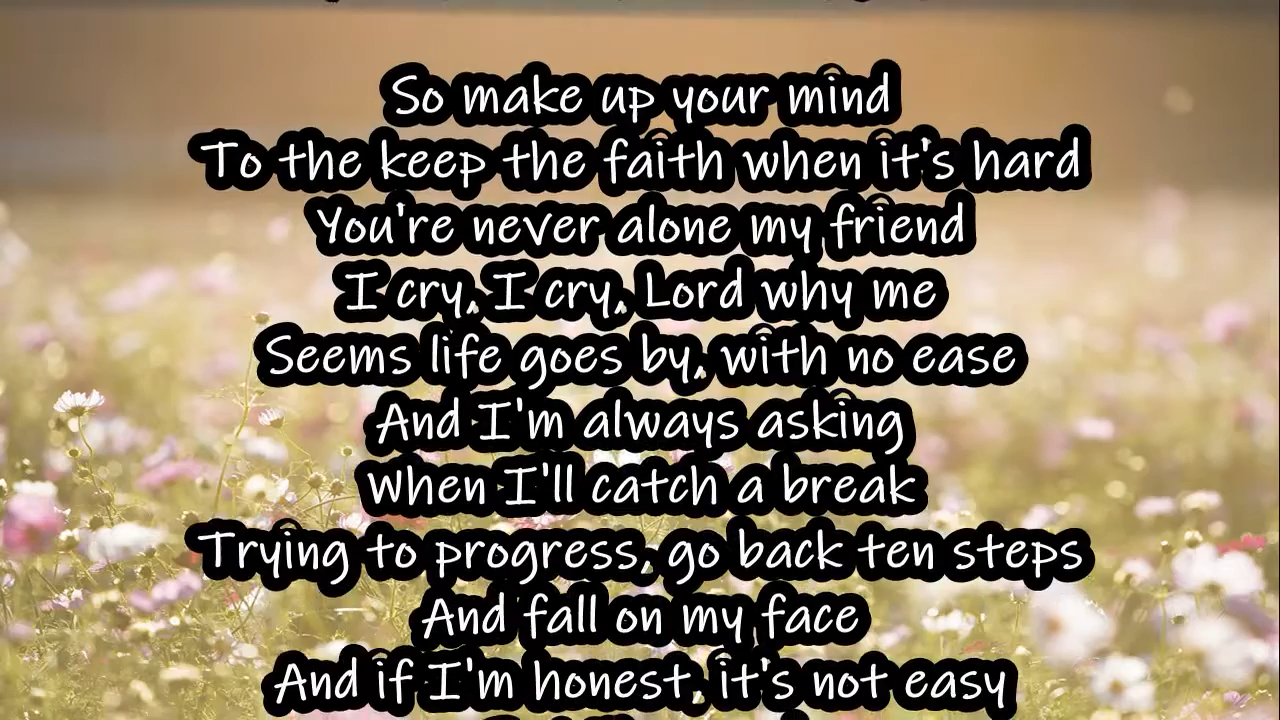 So make up your mind
To the keep the faith when it's hard
You're never alone my friend
I cry, I cry, Lord why me
Seems life goes by, with no ease
And I'm always asking
When I'll catch a break
Trying to progress, go back ten steps
And fall on my face
And if I'm honest, it's not easy